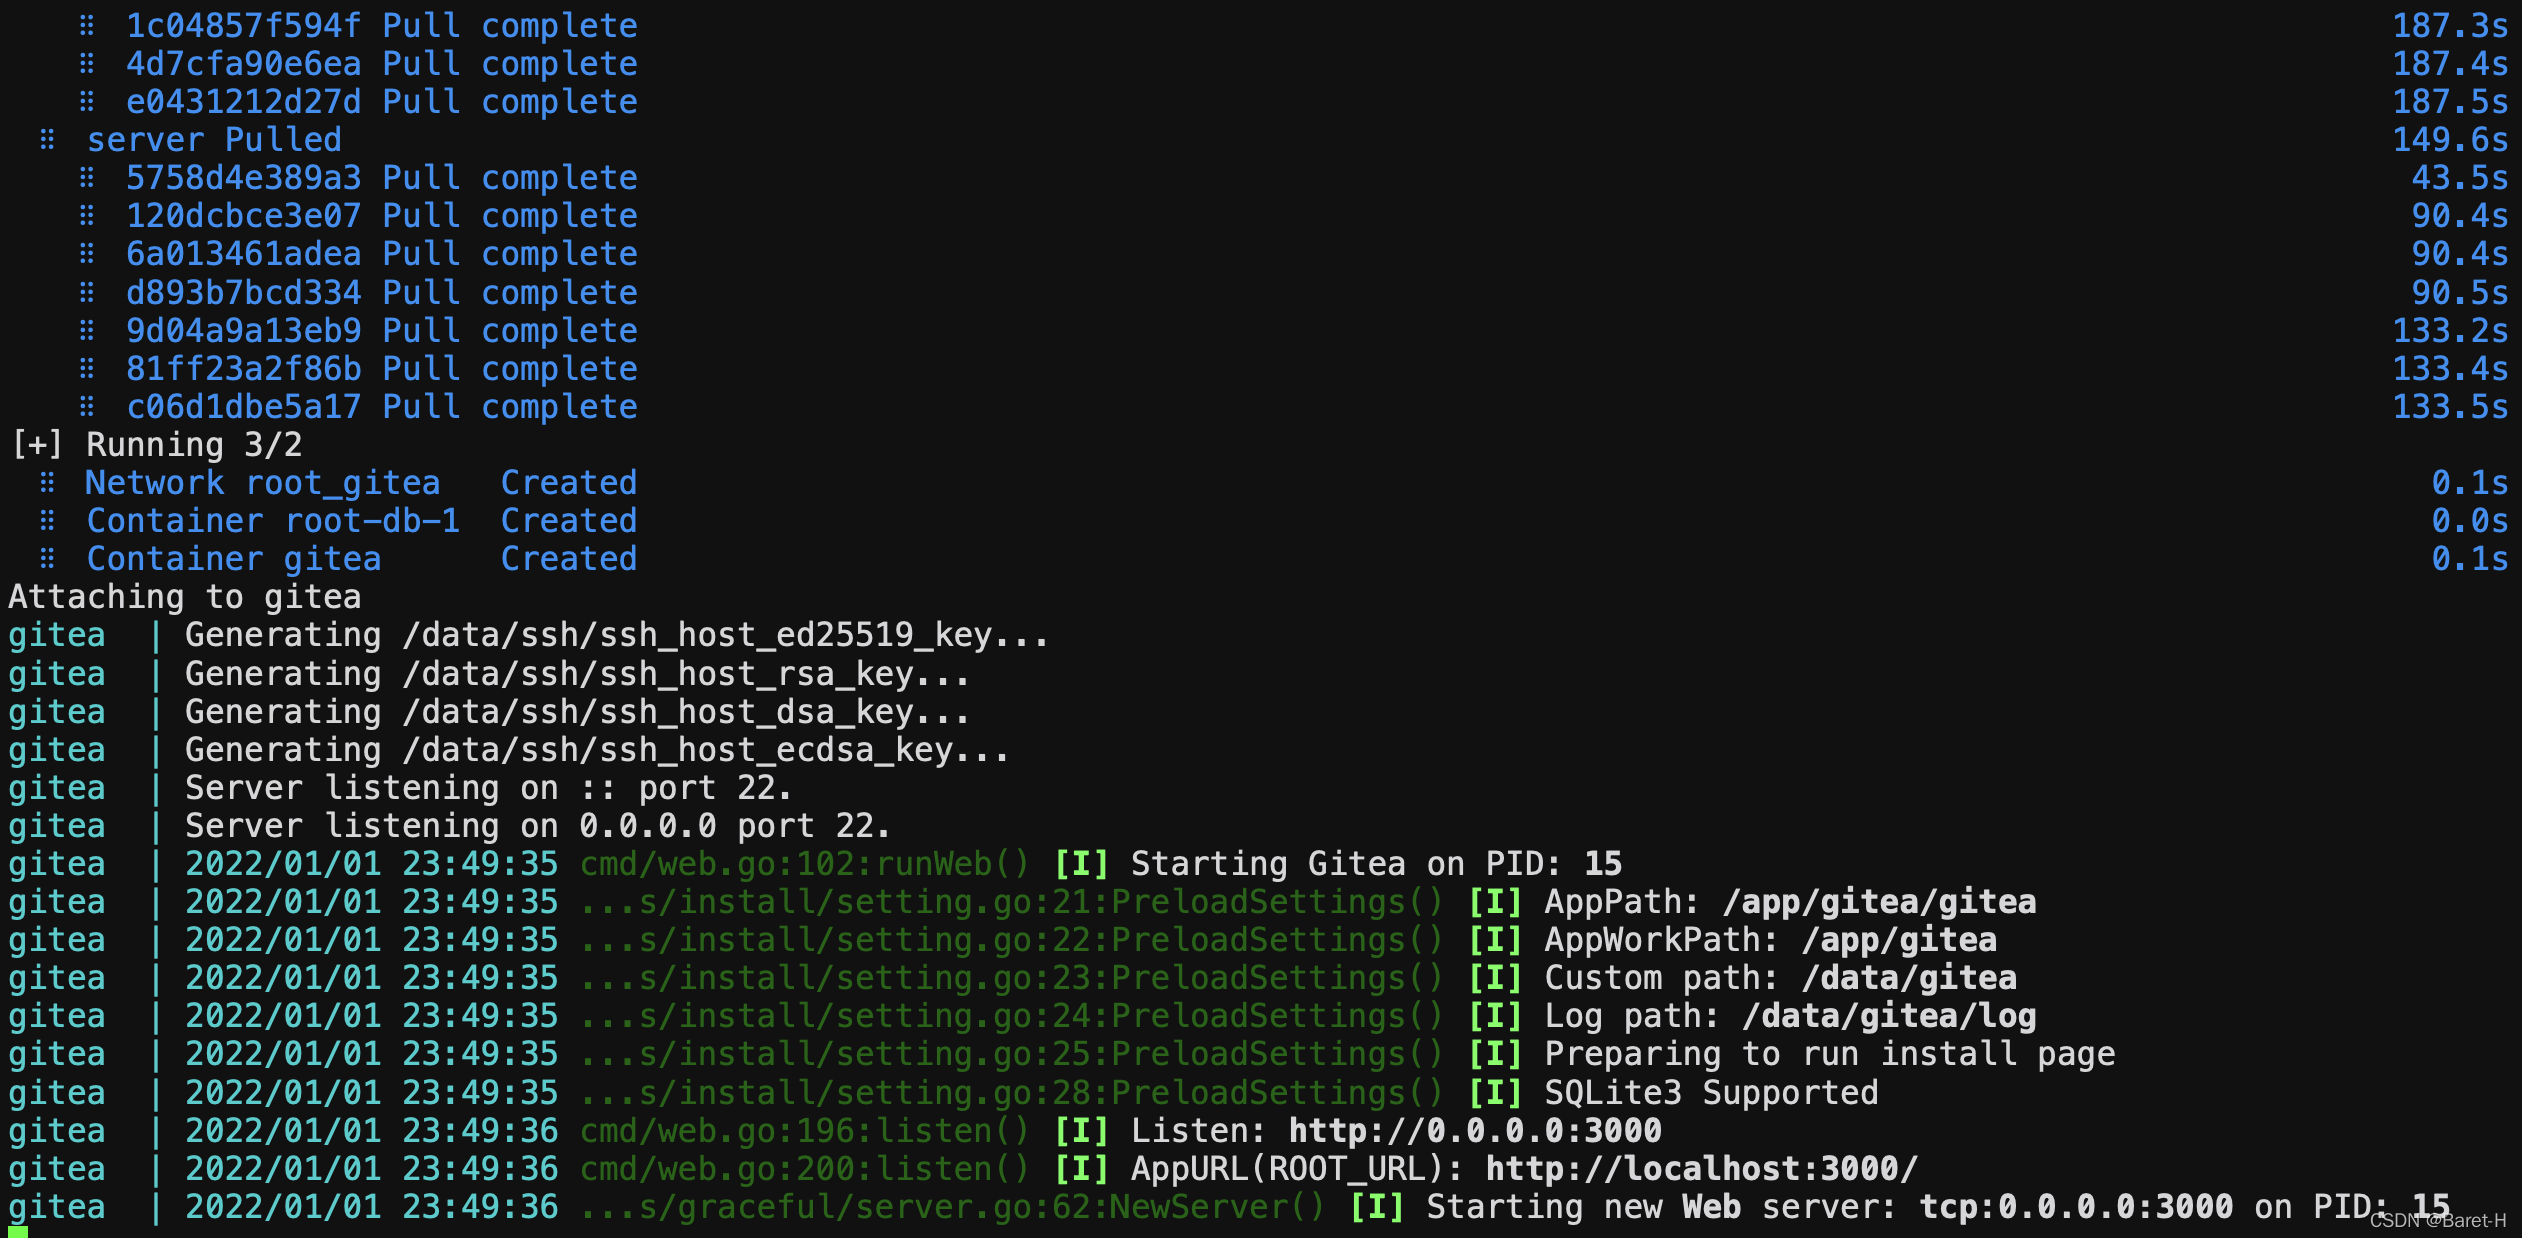 ⠿ 1c04857f594f Pull complete 187.3s
⠿ 4d7cfa90e6ea Pull complete 187.4s
⠿ e0431212d27d Pull complete 187.5s
⠿ server Pulled 149.6s
⠿ 5758d4e389a3 Pull complete 43.5s
⠿ 120dcbce3e07 Pull complete 90.4s
⠿ 6a013461adea Pull complete 90.4s
⠿ d893b7bcd334 Pull complete 90.5s
⠿ 9d04a9a13eb9 Pull complete 133.2s
⠿ 81ff23a2f86b Pull complete 133.4s
⠿ c06d1dbe5a17 Pull complete 133.5s
[+] Running 3/2
⠿ Network root_gitea Created 0.1s
⠿ Container root-db-1 Created 0.0s
⠿ Container gitea Created 0.1s
Attaching to gitea
gitea | Generating /data/ssh/ssh_host_ed25519_key...
gitea | Generating /data/ssh/ssh_host_rsa_key...
gitea | Generating /data/ssh/ssh_host_dsa_key...
gitea | Generating /data/ssh/ssh_host_ecdsa_key...
gitea | Server listening on :: port 22.
gitea | Server listening on 0.0.0.0 port 22.
gitea | 2022/01/01 23:49:35 cmd/web.go:102:runWeb() [I] Starting Gitea on PID: 15
gitea | 2022/01/01 23:49:35 ...s/install/setting.go:21:PreloadSettings() [I] AppPath: /app/gitea/gitea
gitea | 2022/01/01 23:49:35 ...s/install/setting.go:22:PreloadSettings() [I] AppWorkPath: /app/gitea
gitea | 2022/01/01 23:49:35 ...s/install/setting.go:23:PreloadSettings() [I] Custom path: /data/gitea
gitea | 2022/01/01 23:49:35 ...s/install/setting.go:24:PreloadSettings() [I] Log path: /data/gitea/log
gitea | 2022/01/01 23:49:35 ...s/install/setting.go:25:PreloadSettings() [I] Preparing to run install page
gitea | 2022/01/01 23:49:35 ...s/install/setting.go:28:PreloadSettings() [I] SQLite3 Supported
gitea | 2022/01/01 23:49:36 cmd/web.go:196:listen() [I] Listen: http://0.0.0.0:3000
gitea | 2022/01/01 23:49:36 cmd/web.go:200:listen() [I] AppURL(ROOT_URL): http://localhost:3000/
gitea | 2022/01/01 23:49:36 ...s/graceful/server.go:62:NewServer() [I] Starting new Web server: tcp:0.0.0.0:3000 on PID: 15
CSDN @Baret-H